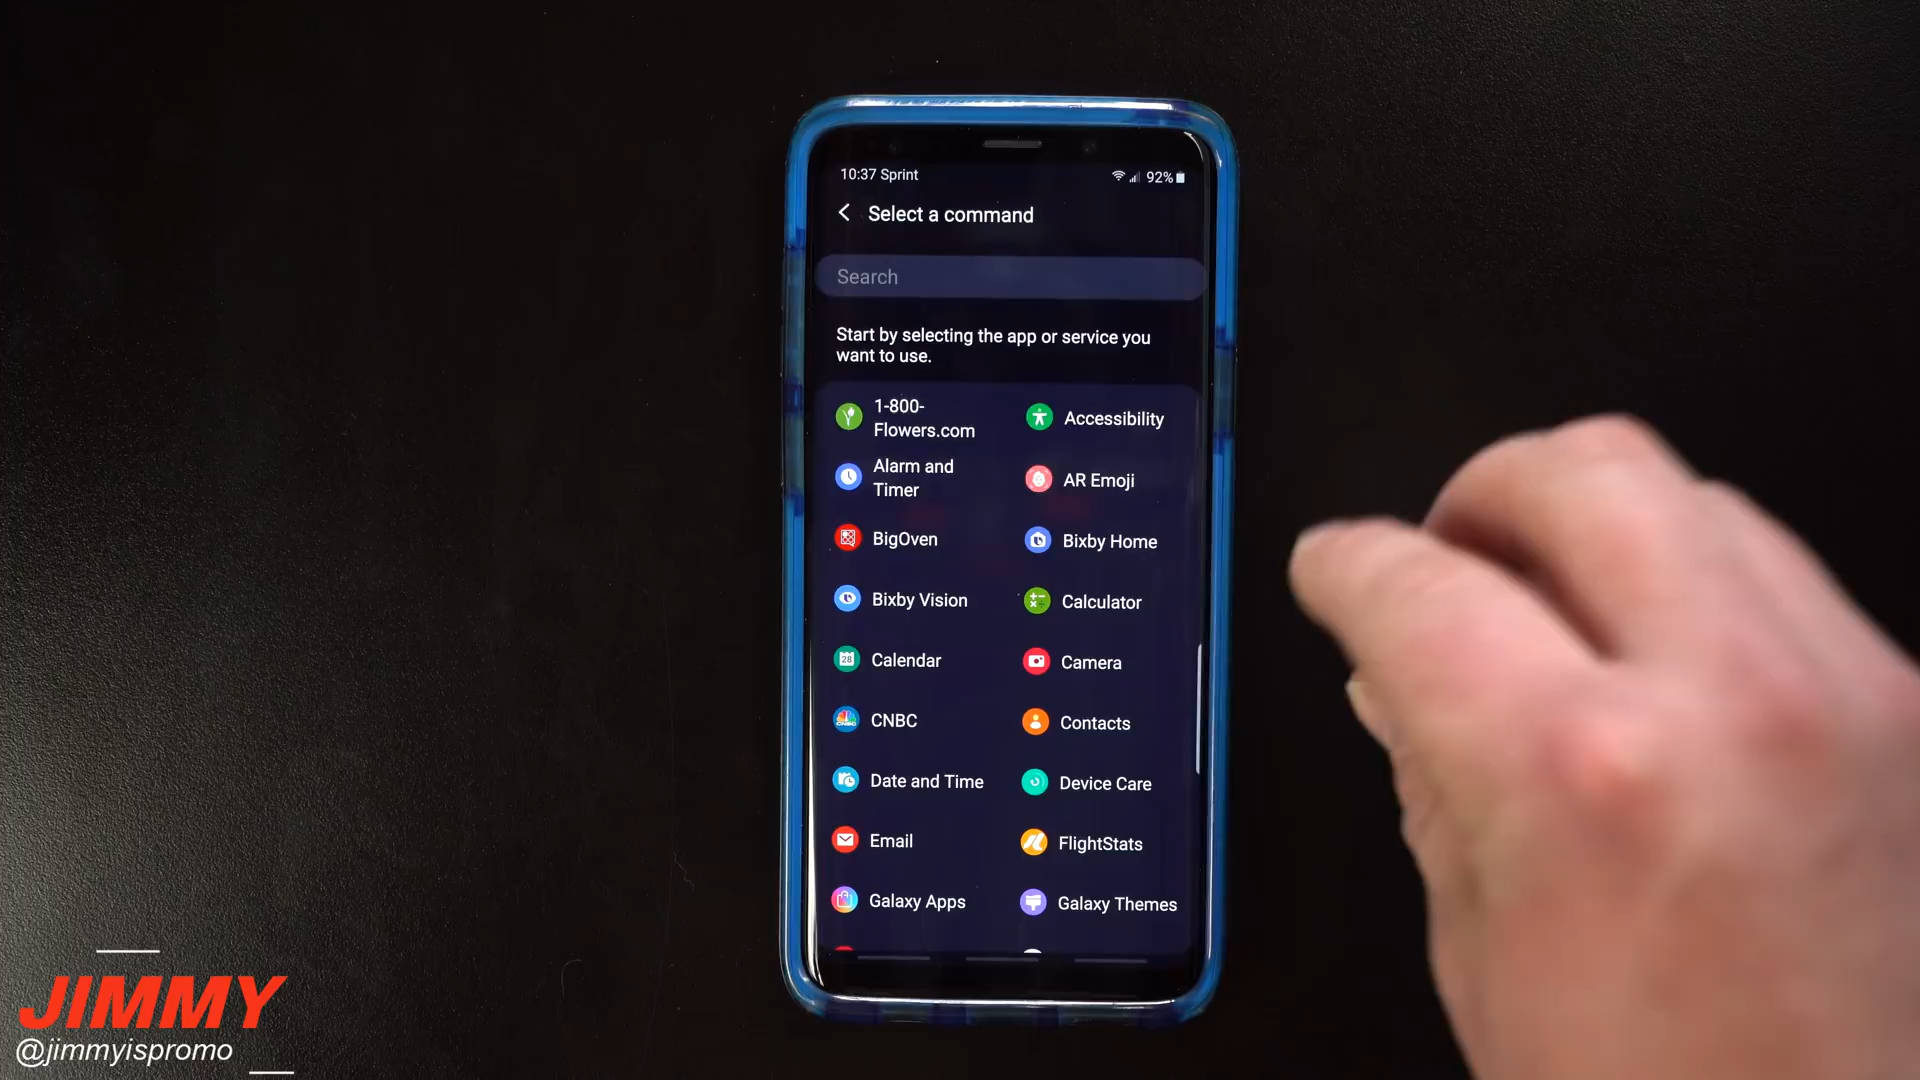 10:37 Sprint
92%
Select a command
Search
Start by selecting the app or service you
want to use.
1-800-
Flowers.com
Accessibility
Alarm and
Timer
AR Emoji
BigOven
Bixby Home
Bixby Vision
Calculator
28
Calendar
Camera
CNBC
CNBC
Contacts
Date and Time
Device Care
Email
FlightStats
Galaxy Apps
Galaxy Themes
JIMMY
@jimmyispromo